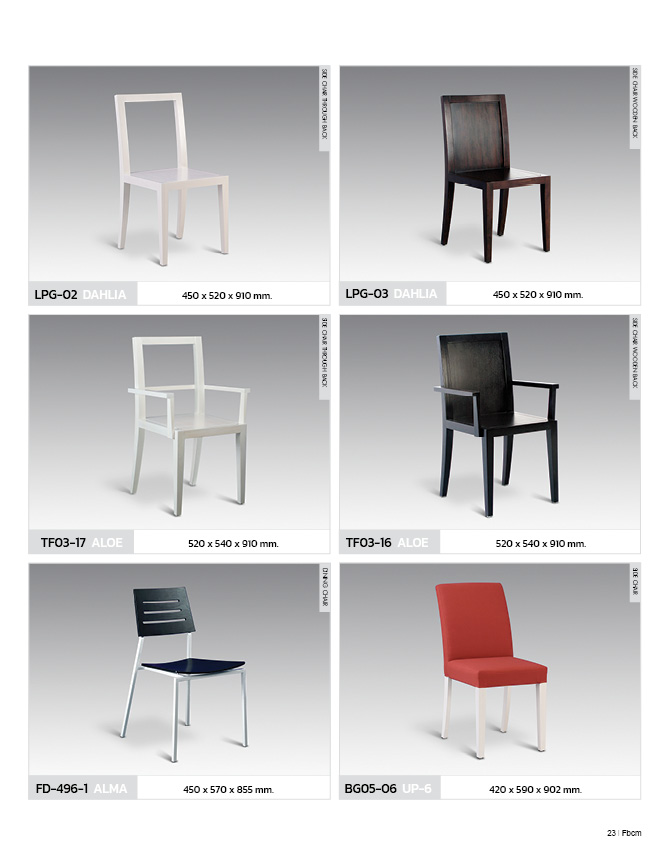 SIDE CHAIR THROUGH BACK
LPG-02 DAHLIA 450 x 520 x 910 mm.
SIDE CHAIR WOODEN BACK
LPG-03 DAHLIA 450 x 520 x 910 mm.
SIDE CHAIR THROUGH BACK
TF03-17 ALOE 520 x 540 x 910 mm.
SIDE CHAIR WOODEN BACK
TF03-16 ALOE 520 x 540 x 910 mm.
DINING CHAIR
FD-496-1 ALMA 450 x 570 x 855 mm.
SIDE CHAIR
BG05-06 UP-6 420 x 590 x 902 mm.
23 | Fbcm